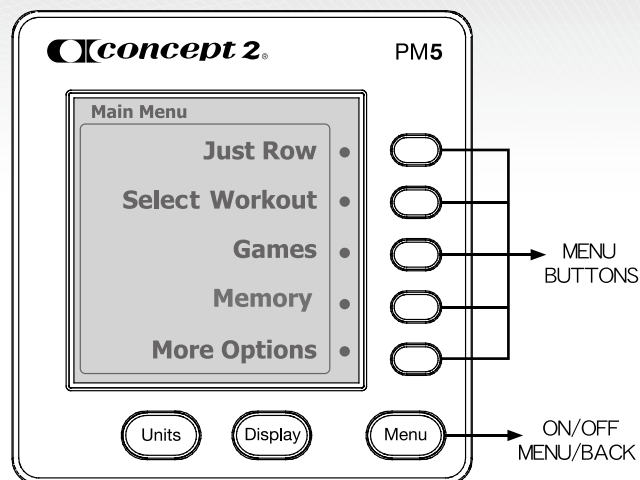 concept 2®
PM5
Main Menu
Just Row
Select Workout
Games
Memory
More Options
MENU
BUTTONS
Units
Display
Menu
ON/OFF
MENU/BACK